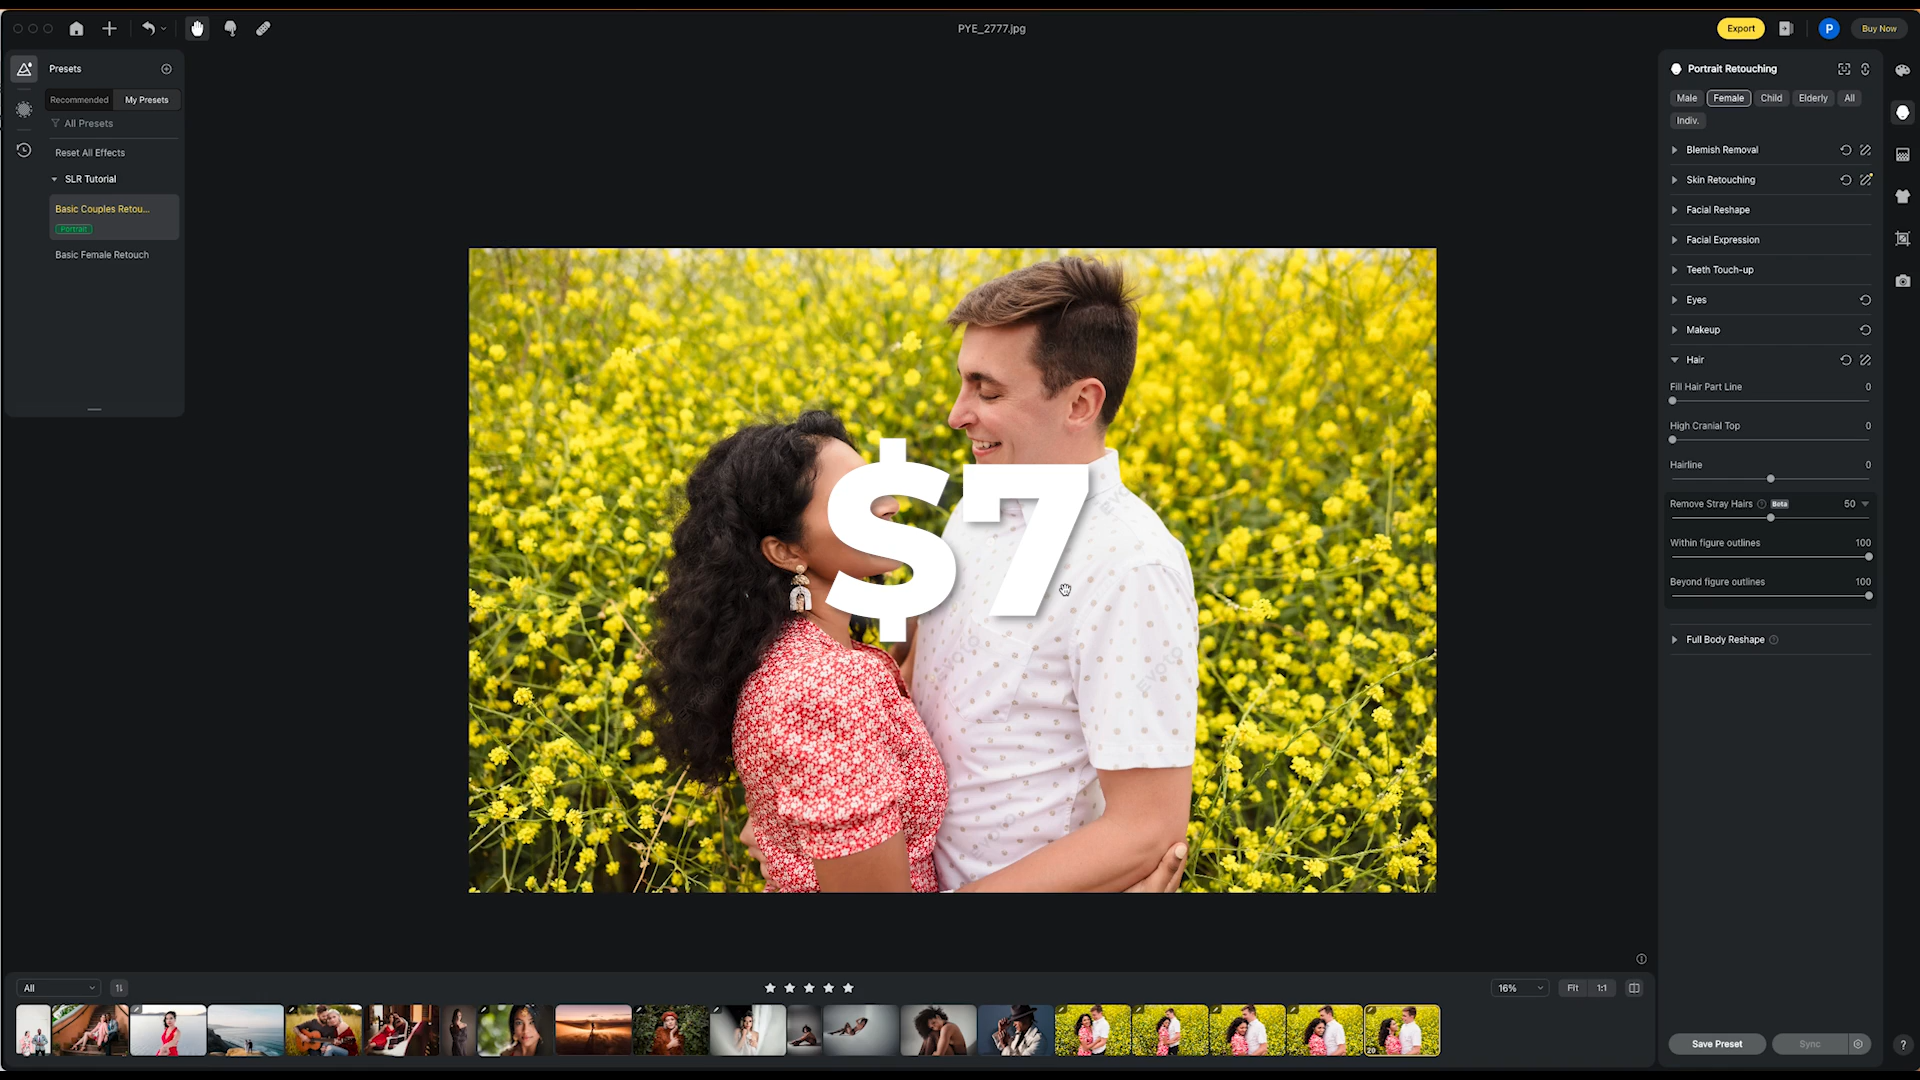 PYE_2777.jpg
Export
P
Buy Now
Presets
Recommended
My Presets
All Presets
Reset All Effects
SLR Tutorial
Basic Couples Retou...
Portrait
Basic Female Retouch
$7
EVOTO
EVOTO
EVOTO
Portrait Retouching
Male
Female
Child
Elderly
All
Indiv.
Blemish Removal
Skin Retouching
Facial Reshape
Facial Expression
Teeth Touch-up
Eyes
Makeup
Hair
Fill Hair Part Line 0
High Cranial Top 0
Hairline 0
Remove Stray Hairs ? Beta 50
Within figure outlines 100
Beyond figure outlines 100
Full Body Reshape ?
All
16%
Fit
1:1
20
Save Preset
Sync
?